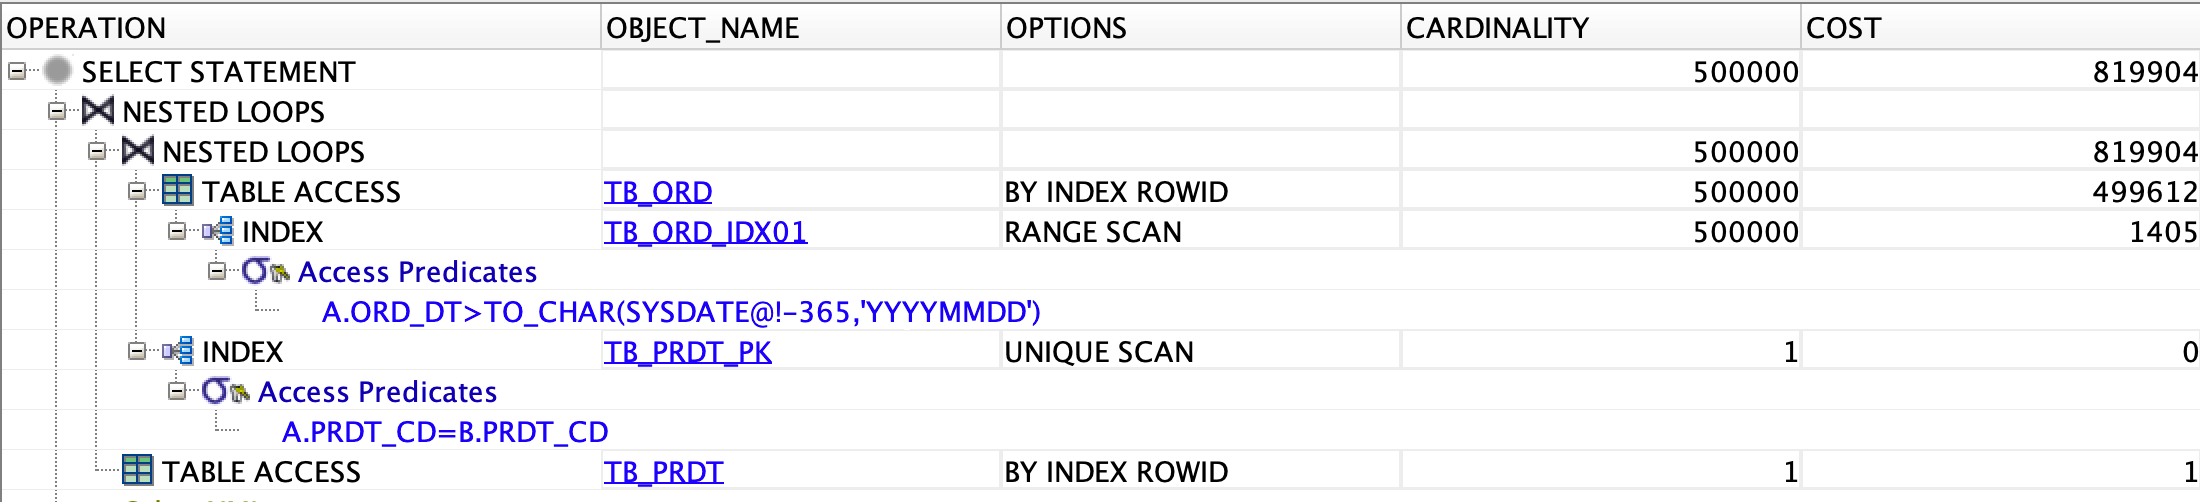 OPERATION OBJECT_NAME OPTIONS CARDINALITY COST
SELECT STATEMENT 500000 819904
NESTED LOOPS
NESTED LOOPS 500000 819904
TABLE ACCESS TB_ORD BY INDEX ROWID 500000 499612
INDEX TB_ORD_IDX01 RANGE SCAN 500000 1405
Access Predicates
A.ORD_DT>TO_CHAR(SYSDATE@!-365,'YYYYMMDD')
INDEX TB_PRDT_PK UNIQUE SCAN 1 0
Access Predicates
A.PRDT_CD=B.PRDT_CD
TABLE ACCESS TB_PRDT BY INDEX ROWID 1 1